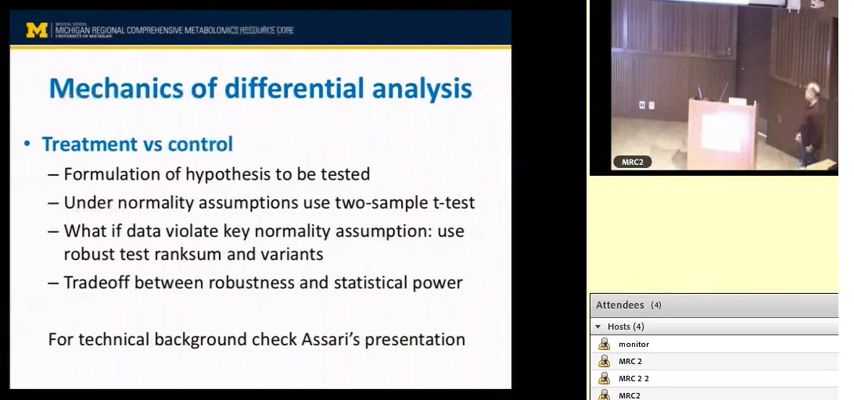 MEDICAL SCHOOL
MICHIGAN REGIONAL COMPREHENSIVE METABOLOMICS RESOURCE CORE
UNIVERSITY OF MICHIGAN
Mechanics of differential analysis
• Treatment vs control
– Formulation of hypothesis to be tested
– Under normality assumptions use two-sample t-test
– What if data violate key normality assumption: use
robust test ranksum and variants
– Tradeoff between robustness and statistical power
For technical background check Assari's presentation
MRC2
Attendees (4)
Hosts (4)
monitor
MRC 2
MRC 2 2
MRC2